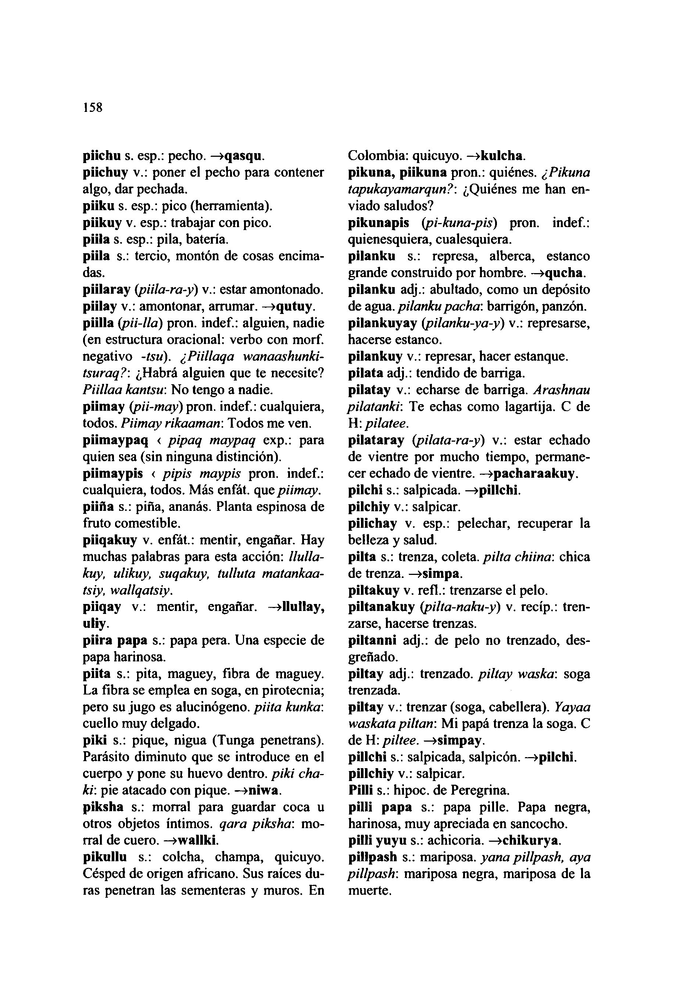 158
piichu s. esp.: pecho. →qasqu.
piichuy v.: poner el pecho para contener
algo, dar pechada.
piiku s. esp.: pico (herramienta).
piikuy v. esp.: trabajar con pico.
piila s. esp.: pila, batería.
piila s.: tercio, montón de cosas encima-
das.
piilaray (piila-ra-y) v.: estar amontonado.
piilay v.: amontonar, arrumar. →qutuy.
piilla (pii-lla) pron. indef.: alguien, nadie
(en estructura oracional: verbo con morf.
negativo -tsu). ¿Piillaqa wanaashunki-
tsuraq?: ¿Habrá alguien que te necesite?
Piillaa kantsu: No tengo a nadie.
piimay (pii-may) pron. indef.: cualquiera,
todos. Piimay rikaaman: Todos me ven.
piimaypaq ‹ pipaq maypaq exp.: para
quien sea (sin ninguna distinción).
piimaypis ‹ pipis maypis pron. indef.:
cualquiera, todos. Más enfát. que piimay.
piiña s.: piña, ananás. Planta espinosa de
fruto comestible.
piiqakuy v. enfát.: mentir, engañar. Hay
muchas palabras para esta acción: llulla-
kuy, ulikuy, suqakuy, tulluta matankaa-
tsiy, wallqatsiy.
piiqay v.: mentir, engañar. →llullay,
uliy.
piira papa s.: papa pera. Una especie de
papa harinosa.
piita s.: pita, maguey, fibra de maguey.
La fibra se emplea en soga, en pirotecnia;
pero su jugo es alucinógeno. piita kunka:
cuello muy delgado.
piki s.: pique, nigua (Tunga penetrans).
Parásito diminuto que se introduce en el
cuerpo y pone su huevo dentro. piki cha-
ki: pie atacado con pique. →niwa.
piksha s.: morral para guardar coca u
otros objetos íntimos. qara piksha: mo-
rral de cuero. →wallki.
pikullu s.: colcha, champa, quicuyo.
Césped de origen africano. Sus raíces du-
ras penetran las sementeras y muros. En
Colombia: quicuyo. →kulcha.
pikuna, piikuna pron.: quiénes. ¿Pikuna
tapukayamarqun?: ¿Quiénes me han en-
viado saludos?
pikunapis (pi-kuna-pis) pron. indef.:
quienesquiera, cualesquiera.
pilanku s.: represa, alberca, estanco
grande construido por hombre. →qucha.
pilanku adj.: abultado, como un depósito
de agua. pilanku pacha: barrigón, panzón.
pilankuyay (pilanku-ya-y) v.: represarse,
hacerse estanco.
pilankuy v.: represar, hacer estanque.
pilata adj.: tendido de barriga.
pilatay v.: echarse de barriga. Arashnau
pilatanki: Te echas como lagartija. C de
H: pilatee.
pilataray (pilata-ra-y) v.: estar echado
de vientre por mucho tiempo, permane-
cer echado de vientre. →pacharaakuy.
pilchi s.: salpicada. →pillchi.
pilchiy v.: salpicar.
pilichay v. esp.: pelechar, recuperar la
belleza y salud.
pilta s.: trenza, coleta. pilta chiina: chica
de trenza. →simpa.
piltakuy v. refl.: trenzarse el pelo.
piltanakuy (pilta-naku-y) v. recíp.: tren-
zarse, hacerse trenzas.
piltanni adj.: de pelo no trenzado, des-
greñado.
piltay adj.: trenzado. piltay waska: soga
trenzada.
piltay v.: trenzar (soga, cabellera). Yayaa
waskata piltan: Mi papá trenza la soga. C
de H: piltee. →simpay.
pillchi s.: salpicada, salpicón. →pilchi.
pillchiy v.: salpicar.
Pilli s.: hipoc. de Peregrina.
pilli papa s.: papa pille. Papa negra,
harinosa, muy apreciada en sancocho.
pilli yuyu s.: achicoria. →chikurya.
pillpash s.: mariposa. yana pillpash, aya
pillpash: mariposa negra, mariposa de la
muerte.